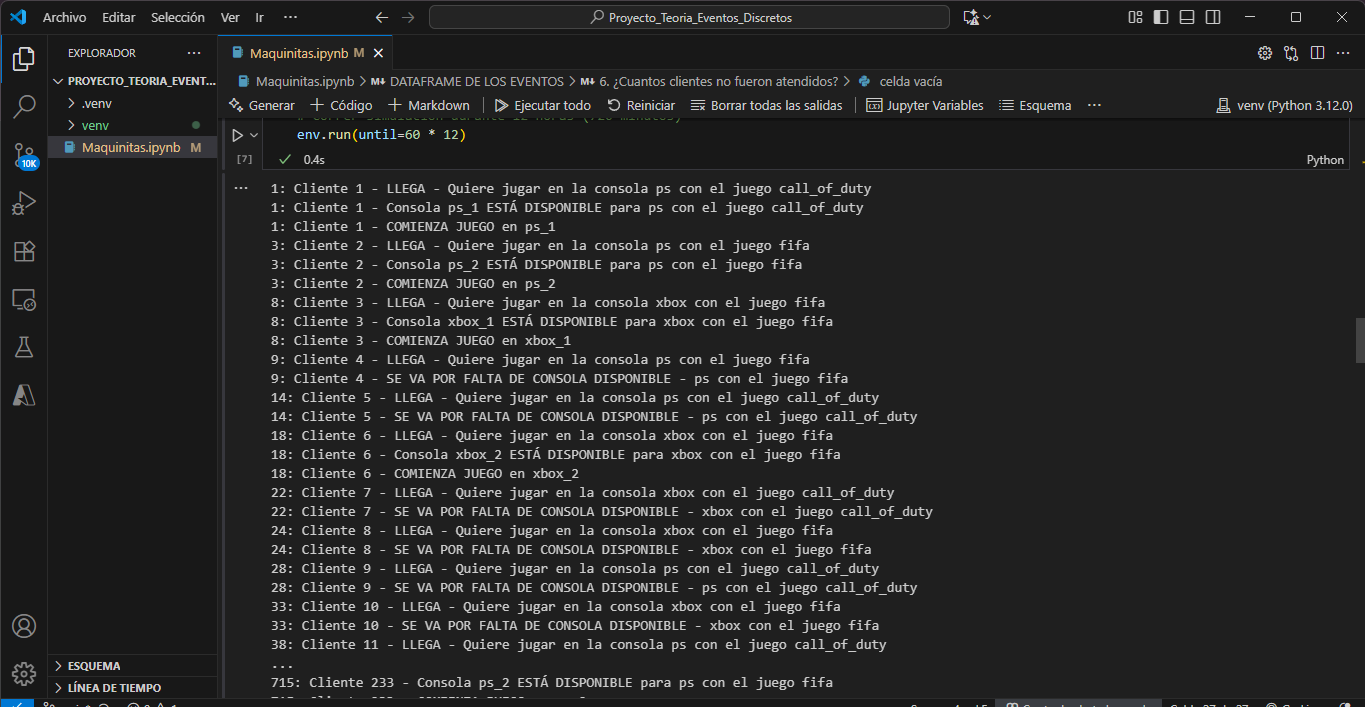 Archivo Editar Selección Ver Ir ··· Proyecto_Teoria_Eventos_Discretos
EXPLORADOR ···
PROYECTO_TEORIA_EVENT...
.venv
venv
Maquinitas.ipynb M
10K
ESQUEMA
LÍNEA DE TIEMPO
Maquinitas.ipynb M
Maquinitas.ipynb > M↓ DATAFRAME DE LOS EVENTOS > M↓ 6. ¿Cuantos clientes no fueron atendidos? > celda vacía
Generar + Código + Markdown Ejecutar todo Reiniciar Borrar todas las salidas Jupyter Variables Esquema ··· venv (Python 3.12.0)
env.run(until=60 * 12)
[7] ✓ 0.4s Python
··· 1: Cliente 1 - LLEGA - Quiere jugar en la consola ps con el juego call_of_duty
1: Cliente 1 - Consola ps_1 ESTÁ DISPONIBLE para ps con el juego call_of_duty
1: Cliente 1 - COMIENZA JUEGO en ps_1
3: Cliente 2 - LLEGA - Quiere jugar en la consola ps con el juego fifa
3: Cliente 2 - Consola ps_2 ESTÁ DISPONIBLE para ps con el juego fifa
3: Cliente 2 - COMIENZA JUEGO en ps_2
8: Cliente 3 - LLEGA - Quiere jugar en la consola xbox con el juego fifa
8: Cliente 3 - Consola xbox_1 ESTÁ DISPONIBLE para xbox con el juego fifa
8: Cliente 3 - COMIENZA JUEGO en xbox_1
9: Cliente 4 - LLEGA - Quiere jugar en la consola ps con el juego fifa
9: Cliente 4 - SE VA POR FALTA DE CONSOLA DISPONIBLE - ps con el juego fifa
14: Cliente 5 - LLEGA - Quiere jugar en la consola ps con el juego call_of_duty
14: Cliente 5 - SE VA POR FALTA DE CONSOLA DISPONIBLE - ps con el juego call_of_duty
18: Cliente 6 - LLEGA - Quiere jugar en la consola xbox con el juego fifa
18: Cliente 6 - Consola xbox_2 ESTÁ DISPONIBLE para xbox con el juego fifa
18: Cliente 6 - COMIENZA JUEGO en xbox_2
22: Cliente 7 - LLEGA - Quiere jugar en la consola xbox con el juego call_of_duty
22: Cliente 7 - SE VA POR FALTA DE CONSOLA DISPONIBLE - xbox con el juego call_of_duty
24: Cliente 8 - LLEGA - Quiere jugar en la consola xbox con el juego fifa
24: Cliente 8 - SE VA POR FALTA DE CONSOLA DISPONIBLE - xbox con el juego fifa
28: Cliente 9 - LLEGA - Quiere jugar en la consola ps con el juego call_of_duty
28: Cliente 9 - SE VA POR FALTA DE CONSOLA DISPONIBLE - ps con el juego call_of_duty
33: Cliente 10 - LLEGA - Quiere jugar en la consola xbox con el juego fifa
33: Cliente 10 - SE VA POR FALTA DE CONSOLA DISPONIBLE - xbox con el juego fifa
38: Cliente 11 - LLEGA - Quiere jugar en la consola ps con el juego call_of_duty
...
715: Cliente 233 - Consola ps_2 ESTÁ DISPONIBLE para ps con el juego fifa